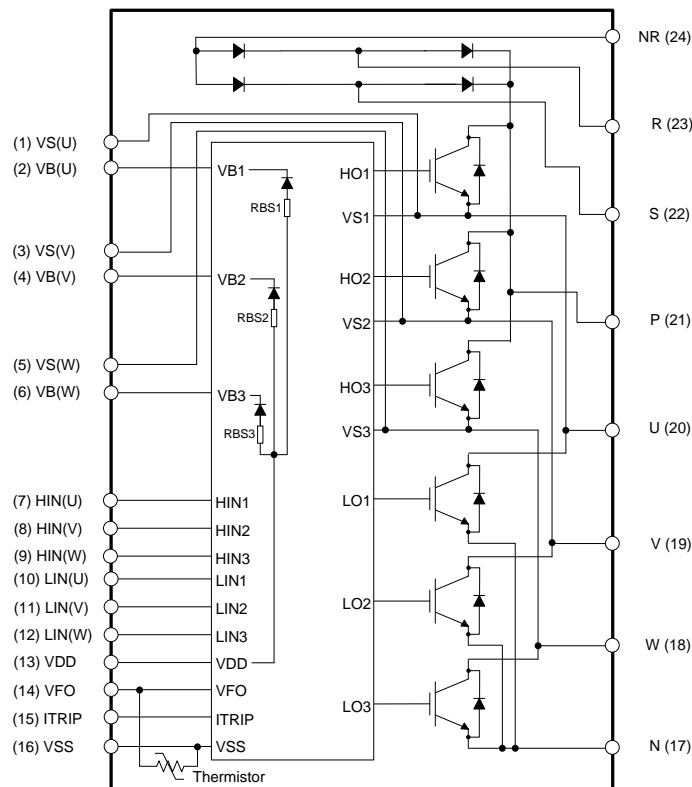 NR (24)
R (23)
(1) VS(U)
(2) VB(U)
VB1
HO1
RBS1
VS1
S (22)
(3) VS(V)
(4) VB(V)
VB2
HO2
RBS2
VS2
P (21)
(5) VS(W)
(6) VB(W)
VB3
HO3
RBS3
VS3
U (20)
(7) HIN(U)
HIN1
LO1
(8) HIN(V)
HIN2
V (19)
(9) HIN(W)
HIN3
(10) LIN(U)
LIN1
(11) LIN(V)
LIN2
LO2
(12) LIN(W)
LIN3
W (18)
(13) VDD
VDD
(14) VFO
VFO
LO3
(15) ITRIP
ITRIP
(16) VSS
VSS
N (17)
Thermistor